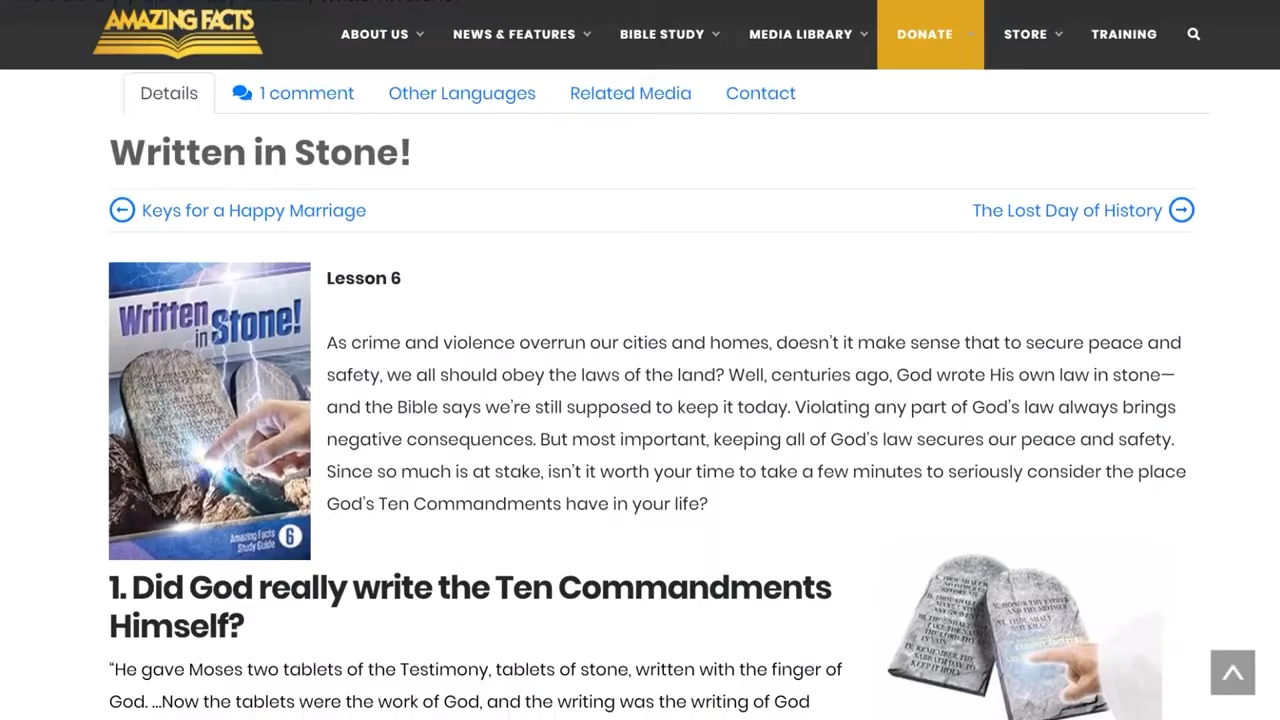 AMAZING FACTS
ABOUT US NEWS & FEATURES BIBLE STUDY MEDIA LIBRARY DONATE STORE TRAINING
Details 1 comment Other Languages Related Media Contact
Written in Stone!
Keys for a Happy Marriage The Lost Day of History
Written in Stone!
Amazing Facts
Study Guide 6
Lesson 6
As crime and violence overrun our cities and homes, doesn’t it make sense that to secure peace and
safety, we all should obey the laws of the land? Well, centuries ago, God wrote His own law in stone—
and the Bible says we’re still supposed to keep it today. Violating any part of God’s law always brings
negative consequences. But most important, keeping all of God’s law secures our peace and safety.
Since so much is at stake, isn’t it worth your time to take a few minutes to seriously consider the place
God’s Ten Commandments have in your life?
1. Did God really write the Ten Commandments
Himself?
“He gave Moses two tablets of the Testimony, tablets of stone, written with the finger of
God. ...Now the tablets were the work of God, and the writing was the writing of God